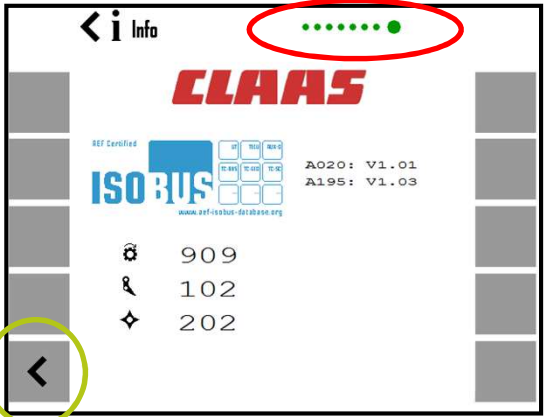 Info
CLAAS
AEF Certified
UT TECU AUX-O
TC-BAS TC-GEO TC-SC
ISOBUS
www.aef-isobus-database.org
A020: V1.01
A195: V1.03
909
102
202